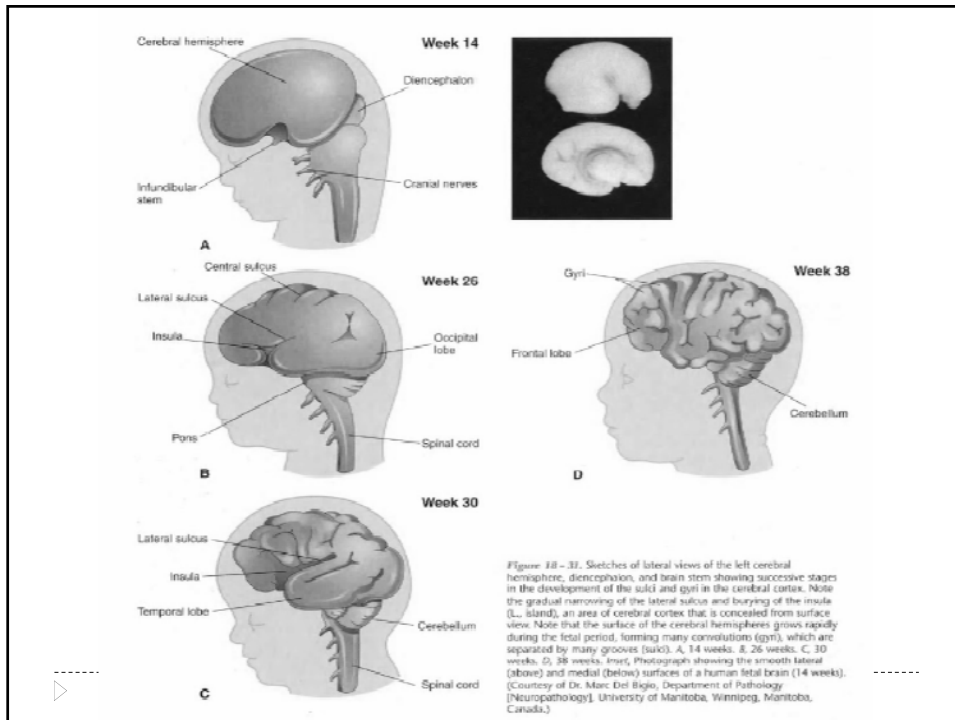 Week 14
Cerebral hemisphere
Diencephalon
Infundibular
stem
Cranial nerves
A
Week 26
Central sulcus
Lateral sulcus
Insula
Occipital
lobe
Pons
Spinal cord
B
Week 30
Lateral sulcus
Insula
Temporal lobe
Cerebellum
Spinal cord
C
Week 38
Gyri
Frontal lobe
Cerebellum
D
Figure 18–31. Sketches of lateral views of the left cerebral
hemisphere, diencephalon, and brain stem showing successive stages
in the development of the sulci and gyri in the cerebral cortex. Note
the gradual narrowing of the lateral sulcus and burying of the insula
(L., island), an area of cerebral cortex that is concealed from surface
view. Note that the surface of the cerebral hemispheres grows rapidly
during the fetal period, forming many convolutions (gyri), which are
separated by many grooves (sulci). A, 14 weeks. B, 26 weeks. C, 30
weeks. D, 38 weeks. Inset, Photograph showing the smooth lateral
(above) and medial (below) surfaces of a human fetal brain (14 weeks).
(Courtesy of Dr. Marc Del Bigio, Department of Pathology
[Neuropathology], University of Manitoba, Winnipeg, Manitoba,
Canada.)